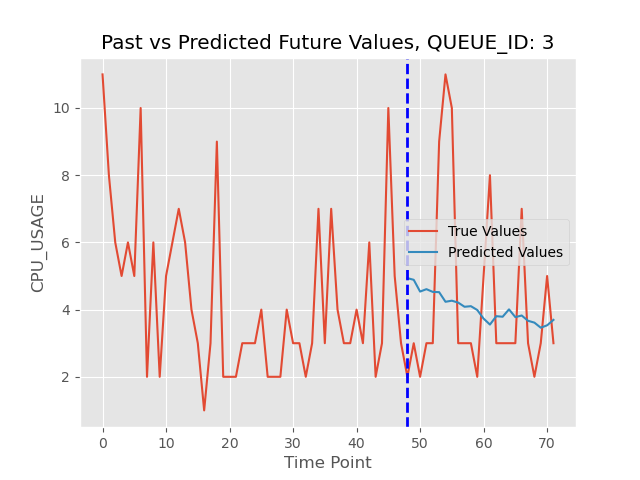 Past vs Predicted Future Values, QUEUE_ID: 3
CPU_USAGE
10
8
6
4
2
True Values
Predicted Values
0
10
20
30
40
50
60
70
Time Point